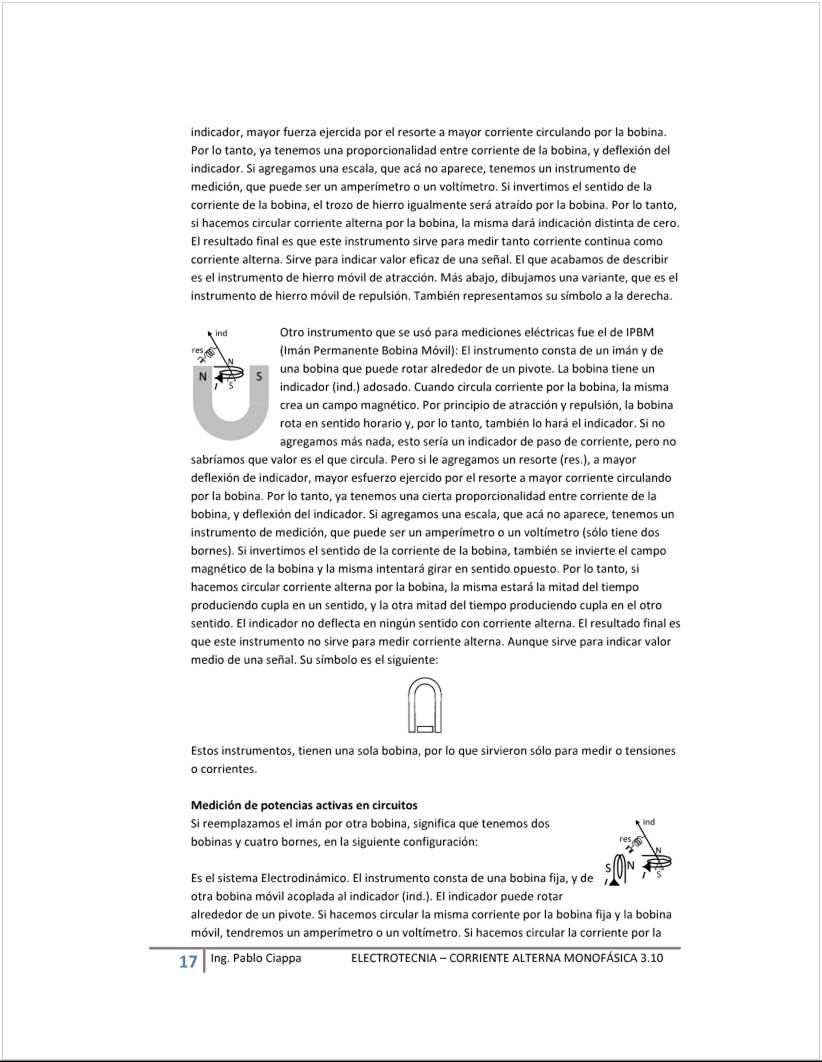 indicador, mayor fuerza ejercida por el resorte a mayor corriente circulando por la bobina.
Por lo tanto, ya tenemos una proporcionalidad entre corriente de la bobina, y deflexión del
indicador. Si agregamos una escala, que acá no aparece, tenemos un instrumento de
medición, que puede ser un amperímetro o un voltímetro. Si invertimos el sentido de la
corriente de la bobina, el trozo de hierro igualmente será atraído por la bobina. Por lo tanto,
si hacemos circular corriente alterna por la bobina, la misma dará indicación distinta de cero.
El resultado final es que este instrumento sirve para medir tanto corriente continua como
corriente alterna. Sirve para indicar valor eficaz de una señal. El que acabamos de describir
es el instrumento de hierro móvil de atracción. Más abajo, dibujamos una variante, que es el
instrumento de hierro móvil de repulsión. También representamos su símbolo a la derecha.
ind
res
N
N
S
I
S
Otro instrumento que se usó para mediciones eléctricas fue el de IPBM
(Imán Permanente Bobina Móvil): El instrumento consta de un imán y de
una bobina que puede rotar alrededor de un pivote. La bobina tiene un
indicador (ind.) adosado. Cuando circula corriente por la bobina, la misma
crea un campo magnético. Por principio de atracción y repulsión, la bobina
rota en sentido horario y, por lo tanto, también lo hará el indicador. Si no
agregamos más nada, esto sería un indicador de paso de corriente, pero no
sabríamos que valor es el que circula. Pero si le agregamos un resorte (res.), a mayor
deflexión de indicador, mayor esfuerzo ejercido por el resorte a mayor corriente circulando
por la bobina. Por lo tanto, ya tenemos una cierta proporcionalidad entre corriente de la
bobina, y deflexión del indicador. Si agregamos una escala, que acá no aparece, tenemos un
instrumento de medición, que puede ser un amperímetro o un voltímetro (sólo tiene dos
bornes). Si invertimos el sentido de la corriente de la bobina, también se invierte el campo
magnético de la bobina y la misma intentará girar en sentido opuesto. Por lo tanto, si
hacemos circular corriente alterna por la bobina, la misma estará la mitad del tiempo
produciendo cupla en un sentido, y la otra mitad del tiempo produciendo cupla en el otro
sentido. El indicador no deflecta en ningún sentido con corriente alterna. El resultado final es
que este instrumento no sirve para medir corriente alterna. Aunque sirve para indicar valor
medio de una señal. Su símbolo es el siguiente:
Estos instrumentos, tienen una sola bobina, por lo que sirvieron sólo para medir o tensiones
o corrientes.
Medición de potencias activas en circuitos
Si reemplazamos el imán por otra bobina, significa que tenemos dos
bobinas y cuatro bornes, en la siguiente configuración:
ind
res
N
S
N
I
S
I
Es el sistema Electrodinámico. El instrumento consta de una bobina fija, y de
otra bobina móvil acoplada al indicador (ind.). El indicador puede rotar
alrededor de un pivote. Si hacemos circular la misma corriente por la bobina fija y la bobina
móvil, tendremos un amperímetro o un voltímetro. Si hacemos circular la corriente por la
17 Ing. Pablo Ciappa ELECTROTECNIA – CORRIENTE ALTERNA MONOFÁSICA 3.10